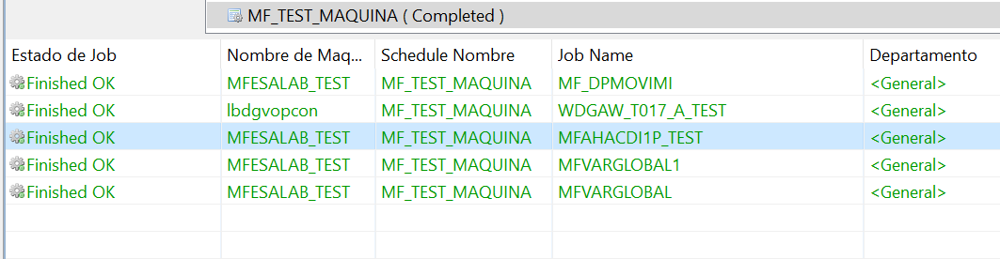 MF_TEST_MAQUINA ( Completed )
Estado de Job Nombre de Maq... Schedule Nombre Job Name Departamento
Finished OK MFESALAB_TEST MF_TEST_MAQUINA MF_DPMOVIMI <General>
Finished OK lbdgvopcon MF_TEST_MAQUINA WDGAW_T017_A_TEST <General>
Finished OK MFESALAB_TEST MF_TEST_MAQUINA MFAHACDI1P_TEST <General>
Finished OK MFESALAB_TEST MF_TEST_MAQUINA MFVARGLOBAL1 <General>
Finished OK MFESALAB_TEST MF_TEST_MAQUINA MFVARGLOBAL <General>